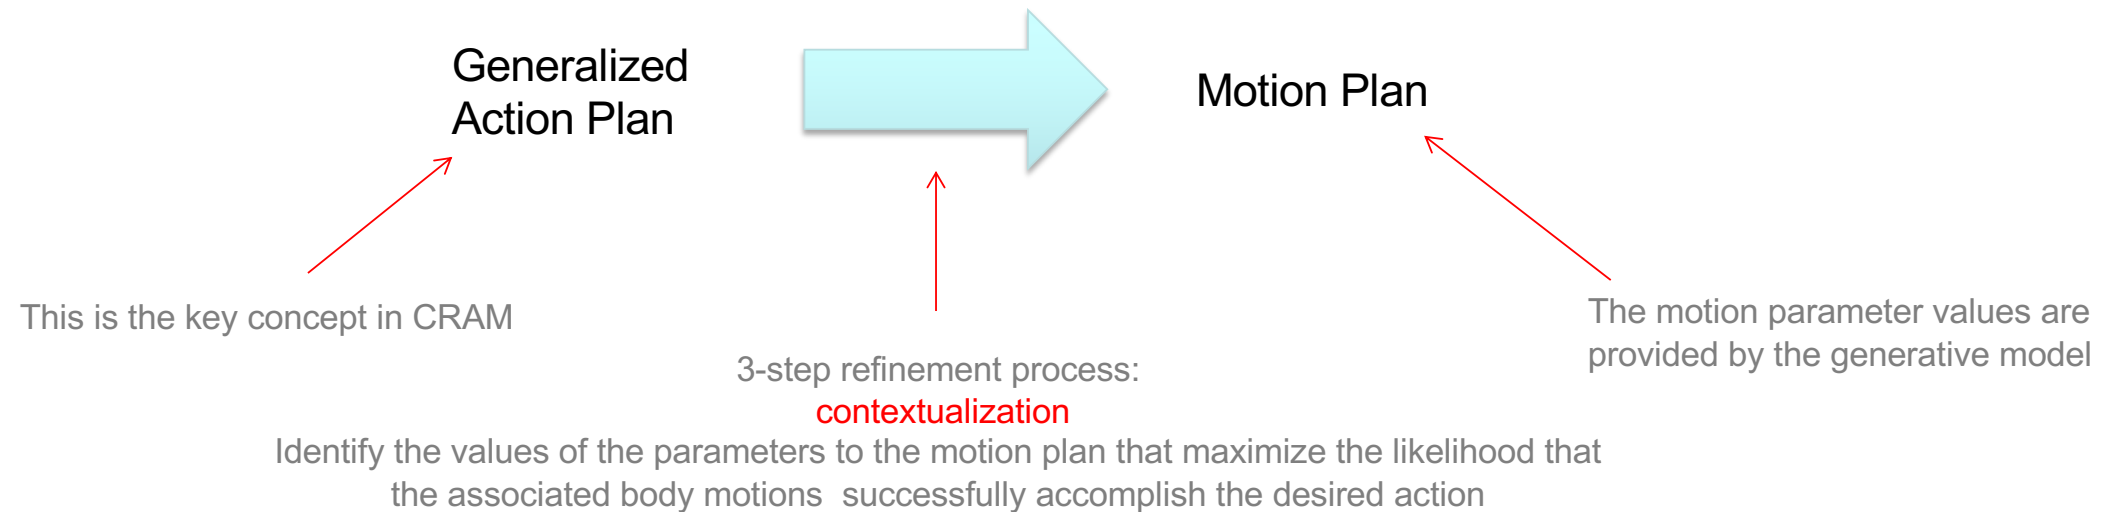 Generalized
Action Plan
Motion Plan
This is the key concept in CRAM
3-step refinement process:
contextualization
Identify the values of the parameters to the motion plan that maximize the likelihood that
the associated body motions  successfully accomplish the desired action
The motion parameter values are
provided by the generative model